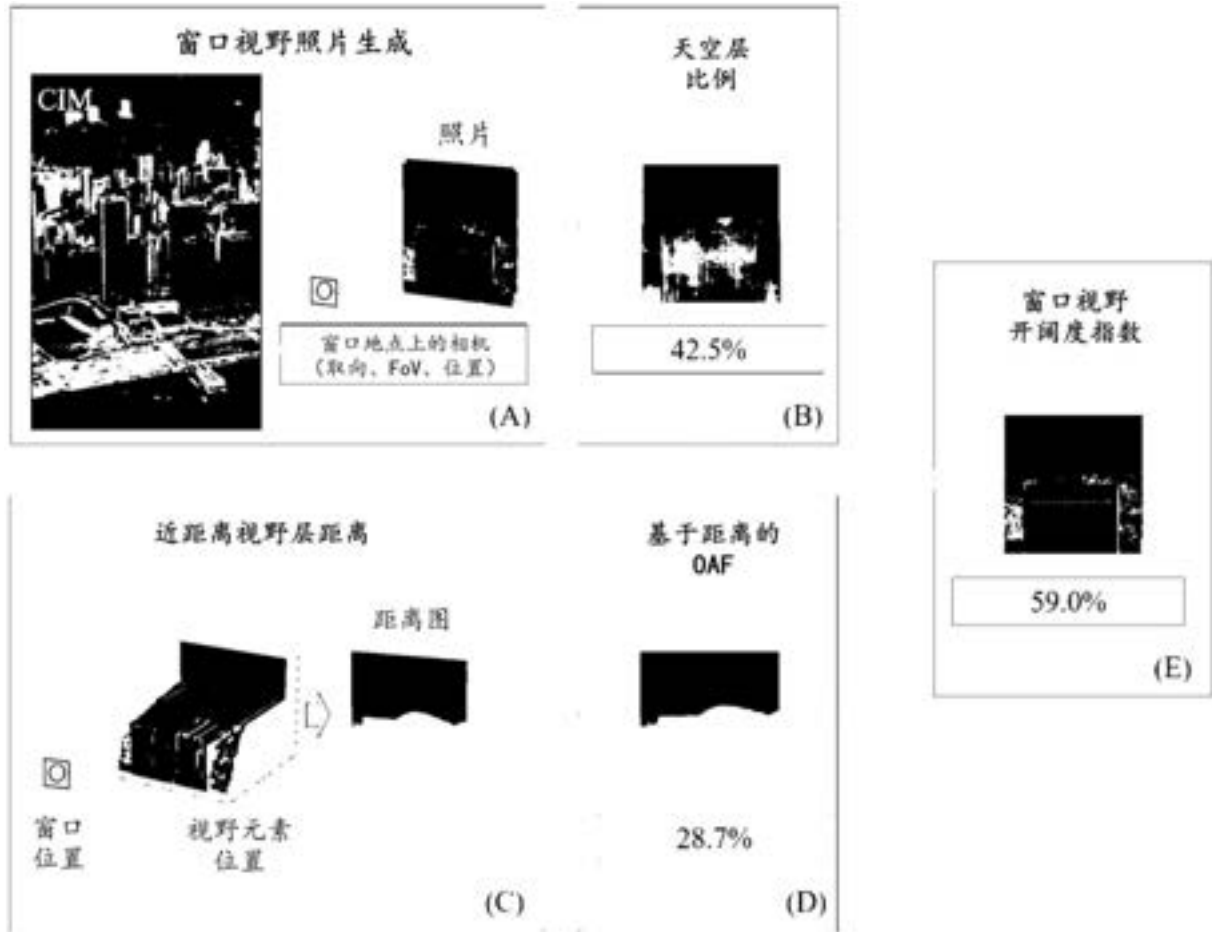 窗口视野照片生成
CIM
照片
窗口地点上的相机
(取向、FoV、位置)
(A)
天空层
比例
42.5%
(B)
近距离视野层距离
距离图
窗口
位置
视野元素
位置
(C)
基于距离的
OAF
28.7%
(D)
窗口视野
开阔度指数
59.0%
(E)